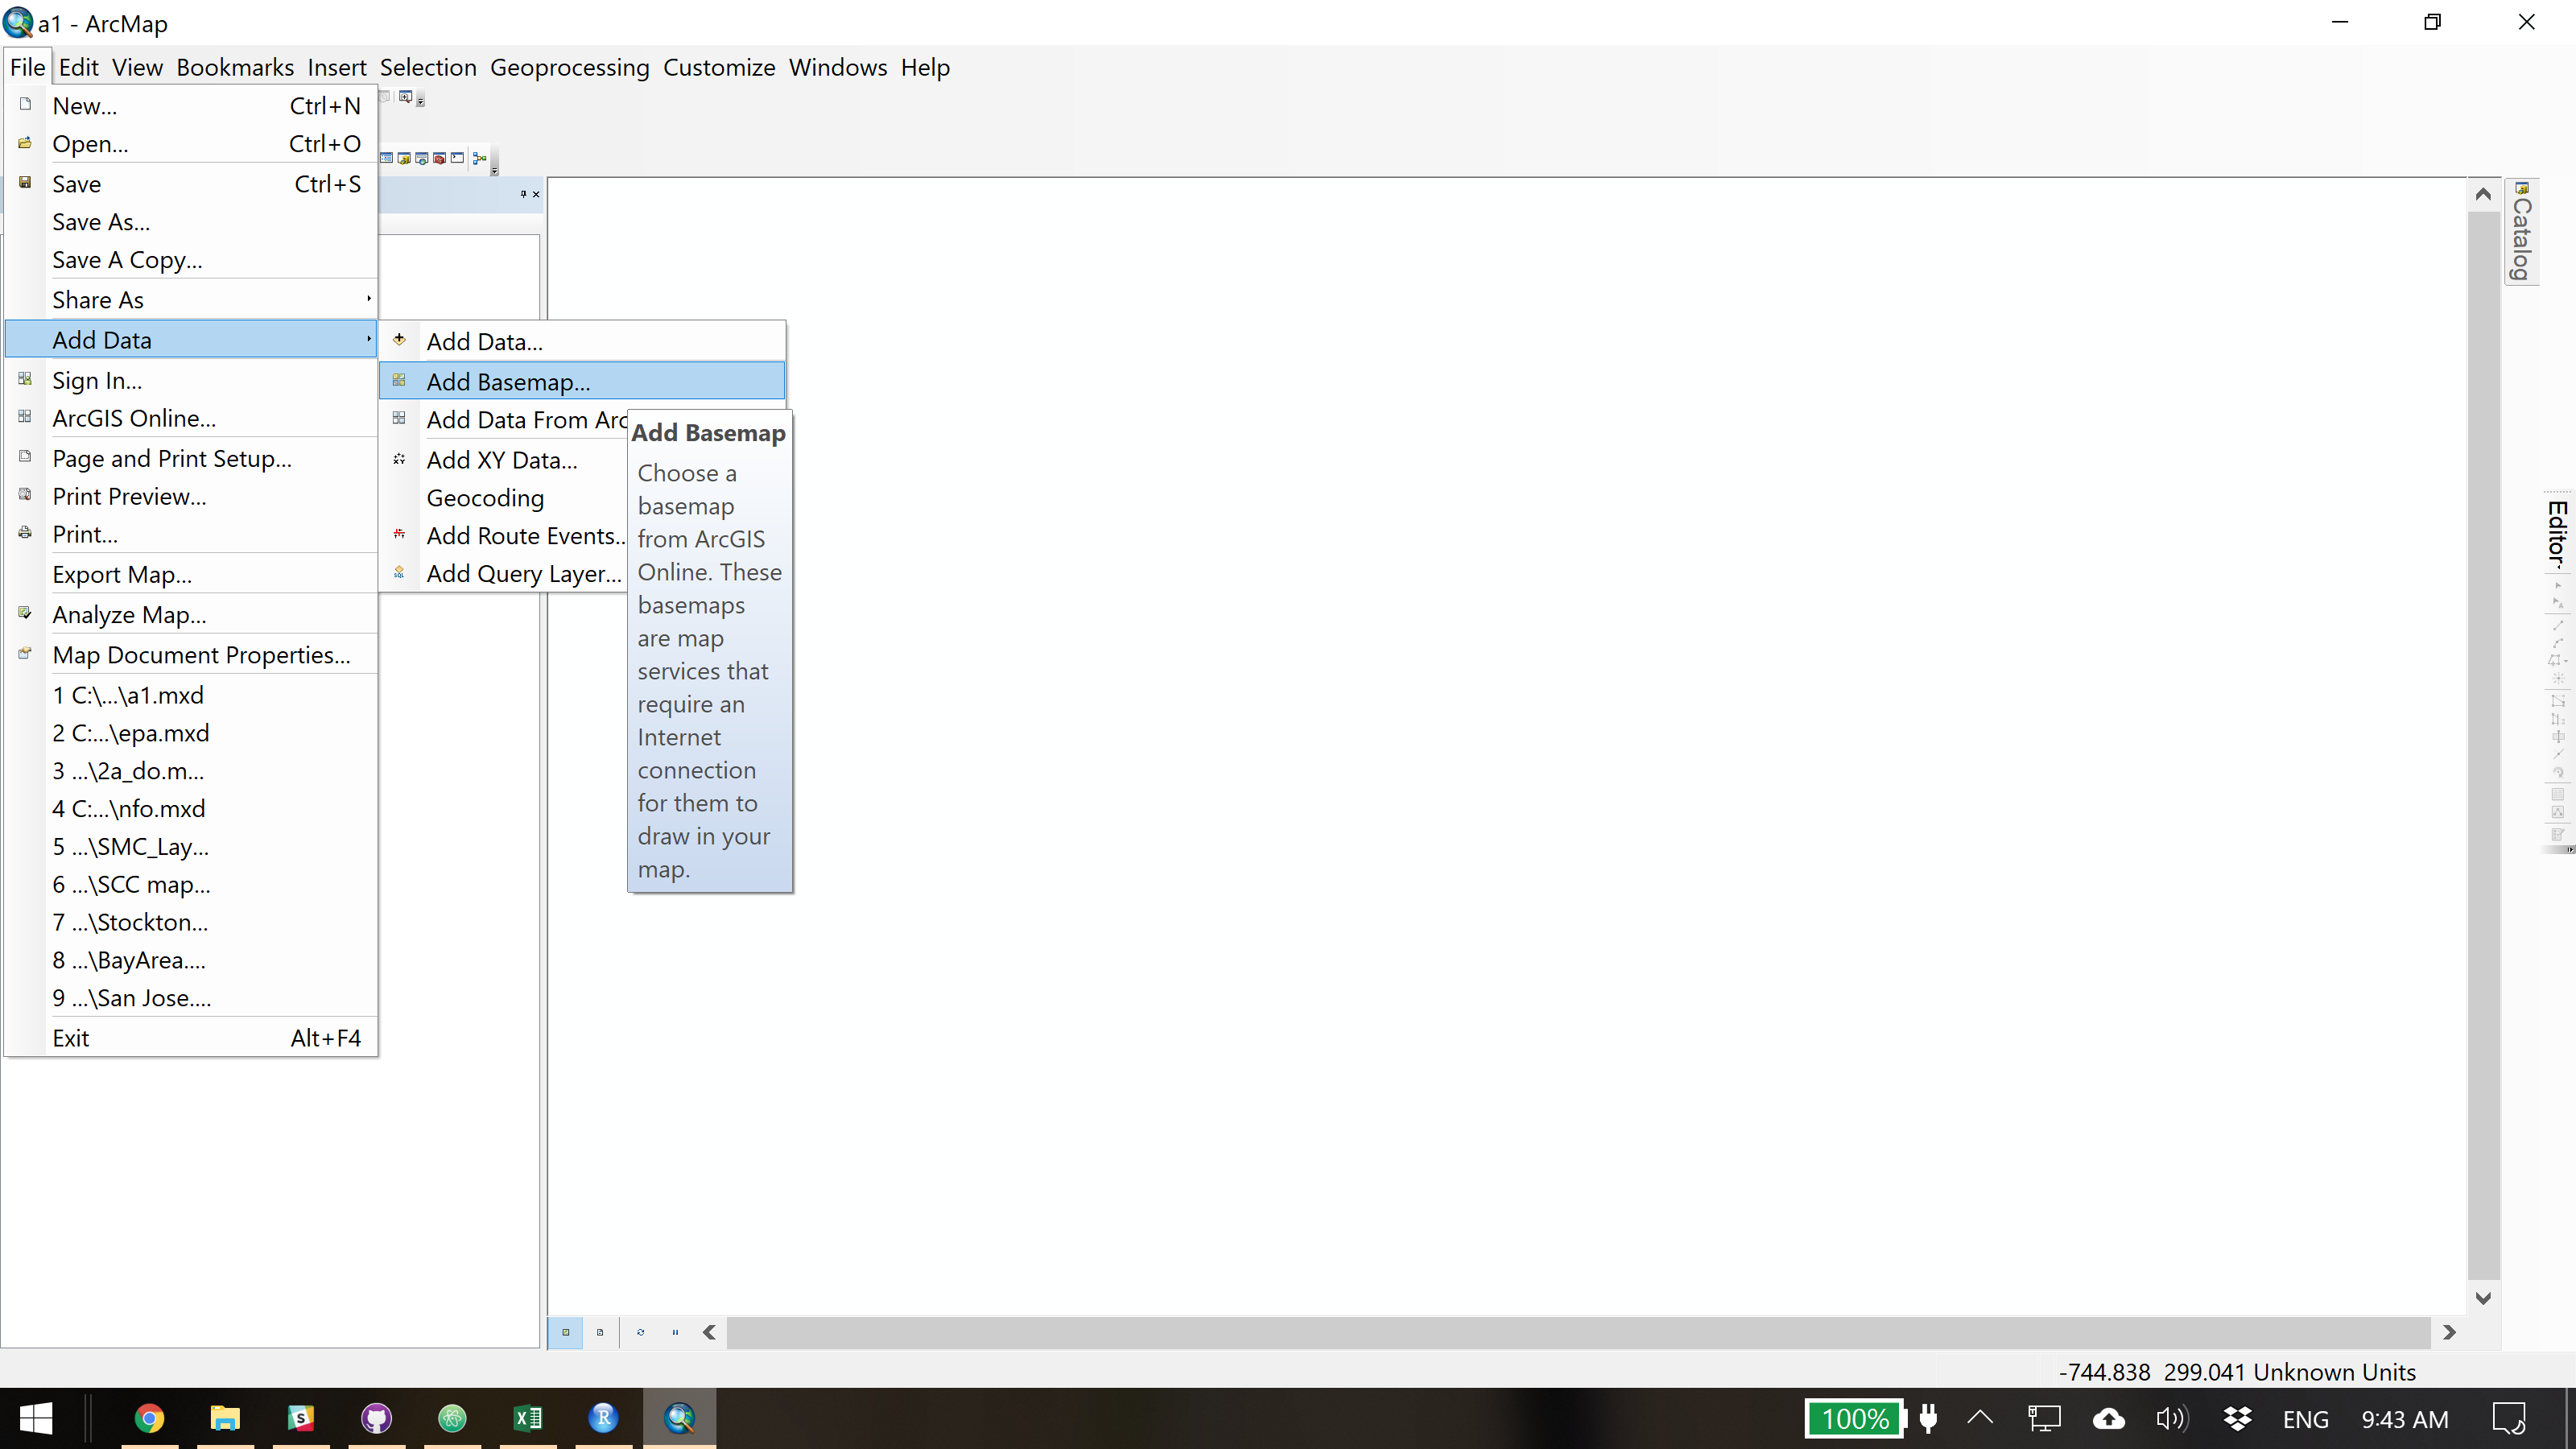 a1 - ArcMap
File Edit View Bookmarks Insert Selection Geoprocessing Customize Windows Help
New... Ctrl+N
Open... Ctrl+O
Save Ctrl+S
Save As...
Save A Copy...
Share As
Add Data
Sign In...
ArcGIS Online...
Page and Print Setup...
Print Preview...
Print...
Export Map...
Analyze Map...
Map Document Properties...
1 C:\...\a1.mxd
2 C:...\epa.mxd
3 ...\2a_do.m...
4 C:...\nfo.mxd
5 ...\SMC_Lay...
6 ...\SCC map...
7 ...\Stockton...
8 ...\BayArea....
9 ...\San Jose....
Exit Alt+F4
Add Data...
Add Basemap...
Add Data From Arc
Add XY Data...
Geocoding
Add Route Events...
Add Query Layer...
Add Basemap
Choose a
basemap
from ArcGIS
Online. These
basemaps
are map
services that
require an
Internet
connection
for them to
draw in your
map.
Catalog
Editor
-744.838 299.041 Unknown Units
100%
ENG
9:43 AM